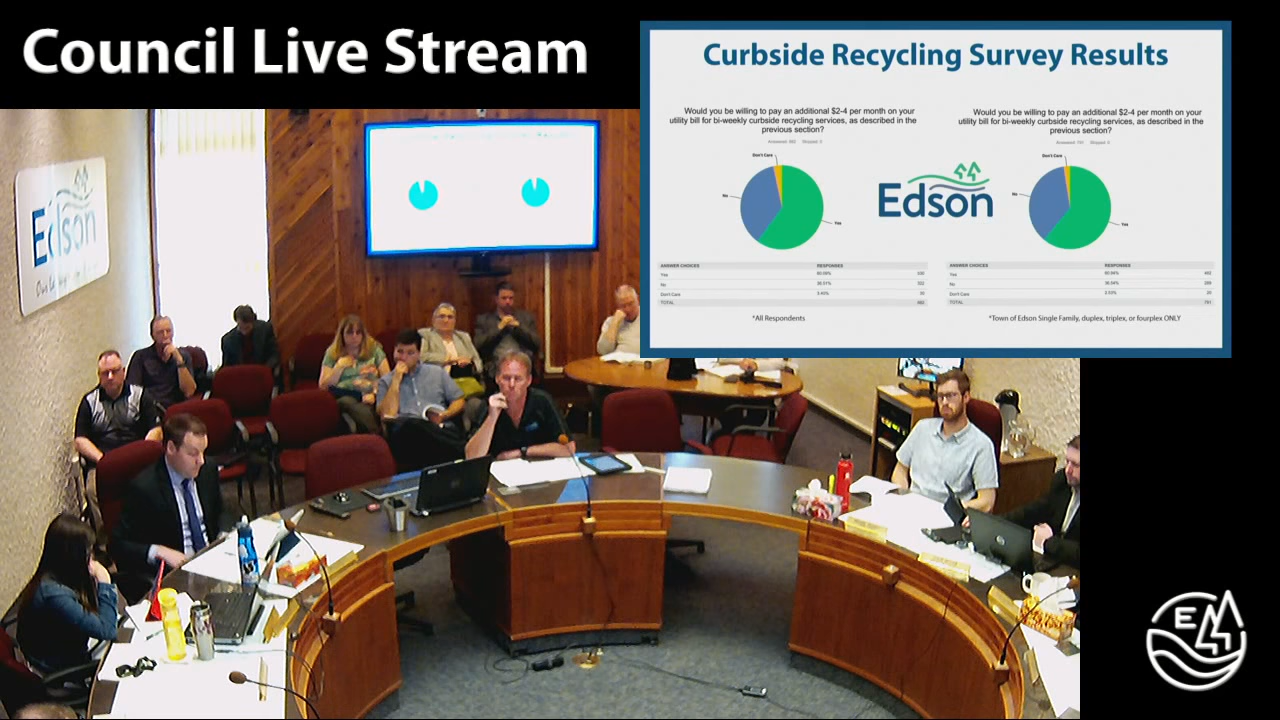 Council Live Stream
Curbside Recycling Survey Results
Would you be willing to pay an additional $2-4 per month on your
utility bill for bi-weekly curbside recycling services, as described in the
previous section?
Don't Care
No
Yes
ANSWER CHOICES RESPONSES
Yes
No
Don't Care
TOTAL
*All Respondents
Edson
Would you be willing to pay an additional $2-4 per month on your
utility bill for bi-weekly curbside recycling services, as described in the
previous section?
Don't Care
No
Yes
ANSWER CHOICES RESPONSES
Yes
No
Don't Care
TOTAL
*Town of Edson Single Family, duplex, triplex, or fourplex ONLY
Edson